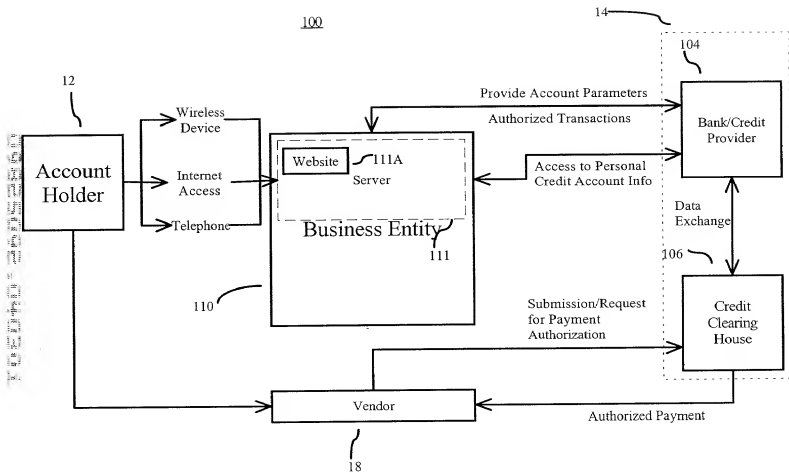 100
14
104
12
Provide Account Parameters
Authorized Transactions
Wireless
Device
Bank/Credit
Provider
Website
111A
Server
Account
Holder
Internet
Access
Access to Personal
Credit Account Info
Telephone
Business Entity
111
Data
Exchange
106
110
Submission/Request
for Payment
Authorization
Credit
Clearing
House
Vendor
Authorized Payment
18